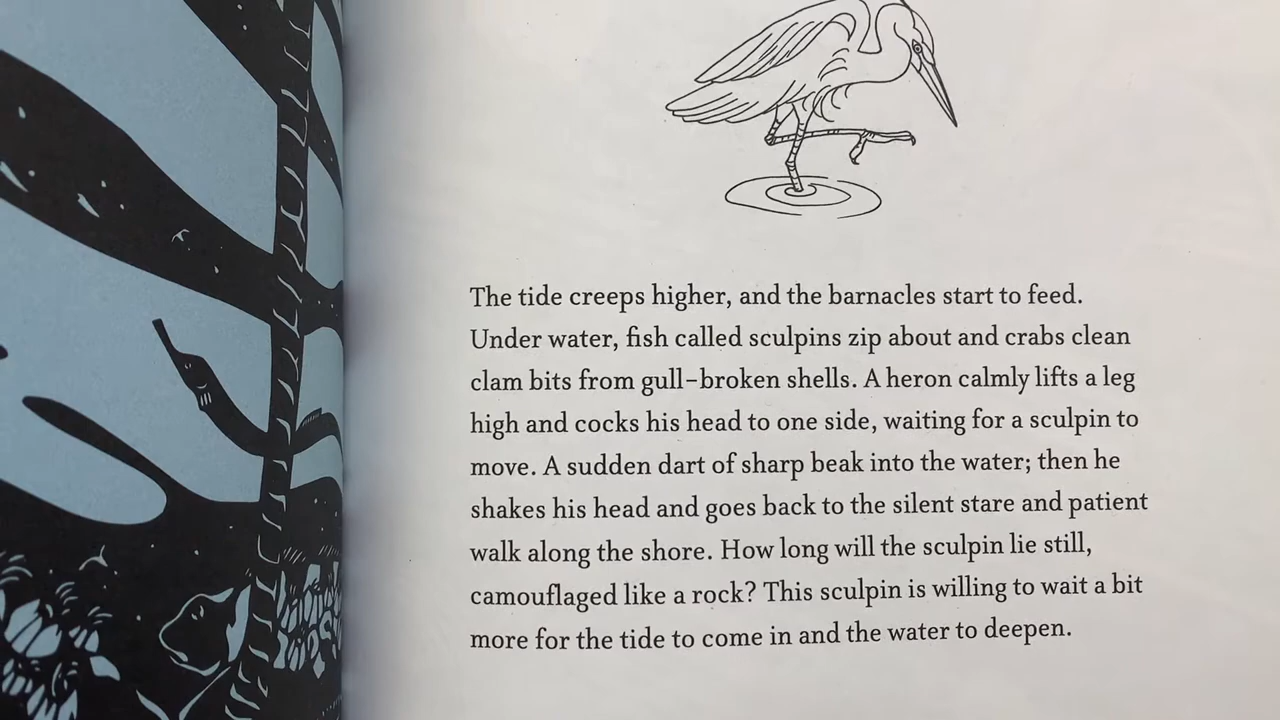 The tide creeps higher, and the barnacles start to feed.
Under water, fish called sculpins zip about and crabs clean
clam bits from gull-broken shells. A heron calmly lifts a leg
high and cocks his head to one side, waiting for a sculpin to
move. A sudden dart of sharp beak into the water; then he
shakes his head and goes back to the silent stare and patient
walk along the shore. How long will the sculpin lie still,
camouflaged like a rock? This sculpin is willing to wait a bit
more for the tide to come in and the water to deepen.